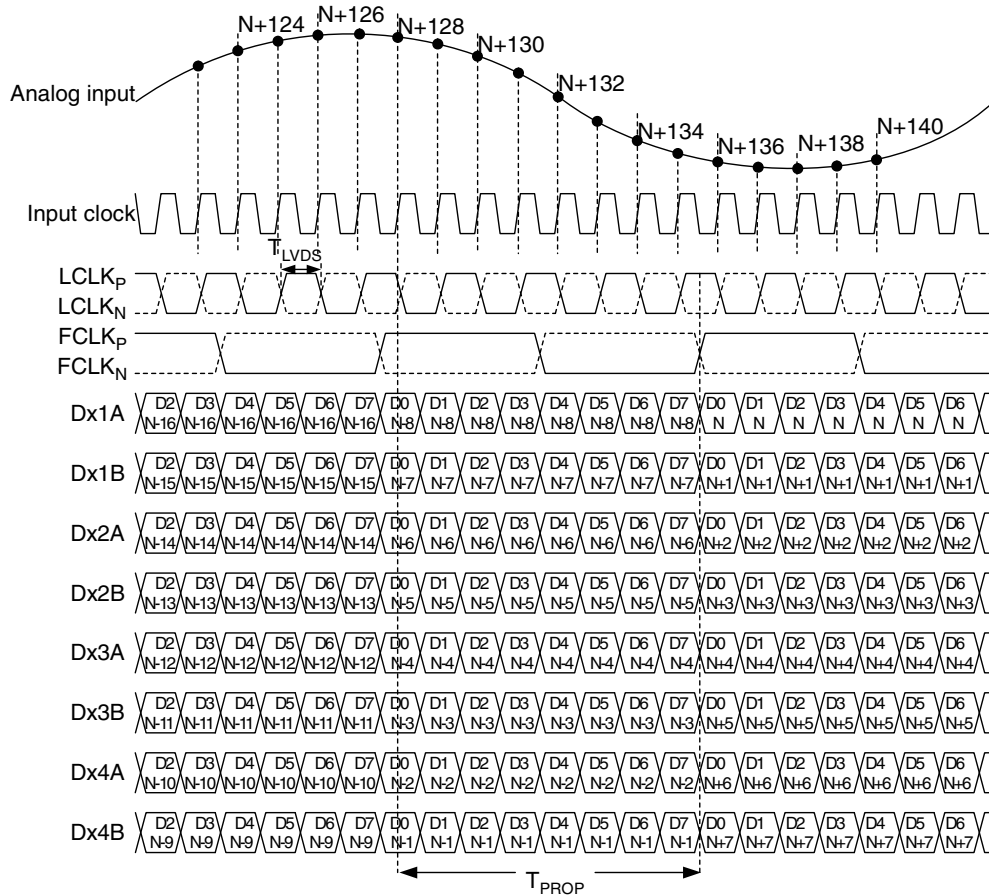 N+124
N+126
N+128
N+130
N+132
N+134
N+136
N+138
N+140
Analog input
Input clock
TLVDS
LCLKP
LCLKN
FCLKP
FCLKN
Dx1A
D2 D3 D4 D5 D6 D7 D0 D1 D2 D3 D4 D5 D6 D7 D0 D1 D2 D3 D4 D5 D6
N-16 N-16 N-16 N-16 N-16 N-16 N-8 N-8 N-8 N-8 N-8 N-8 N-8 N-8 N N N N N N N
Dx1B
D2 D3 D4 D5 D6 D7 D0 D1 D2 D3 D4 D5 D6 D7 D0 D1 D2 D3 D4 D5 D6
N-15 N-15 N-15 N-15 N-15 N-15 N-7 N-7 N-7 N-7 N-7 N-7 N-7 N-7 N+1 N+1 N+1 N+1 N+1 N+1 N+1
Dx2A
D2 D3 D4 D5 D6 D7 D0 D1 D2 D3 D4 D5 D6 D7 D0 D1 D2 D3 D4 D5 D6
N-14 N-14 N-14 N-14 N-14 N-14 N-6 N-6 N-6 N-6 N-6 N-6 N-6 N-6 N+2 N+2 N+2 N+2 N+2 N+2 N+2
Dx2B
D2 D3 D4 D5 D6 D7 D0 D1 D2 D3 D4 D5 D6 D7 D0 D1 D2 D3 D4 D5 D6
N-13 N-13 N-13 N-13 N-13 N-13 N-5 N-5 N-5 N-5 N-5 N-5 N-5 N-5 N+3 N+3 N+3 N+3 N+3 N+3 N+3
Dx3A
D2 D3 D4 D5 D6 D7 D0 D1 D2 D3 D4 D5 D6 D7 D0 D1 D2 D3 D4 D5 D6
N-12 N-12 N-12 N-12 N-12 N-12 N-4 N-4 N-4 N-4 N-4 N-4 N-4 N-4 N+4 N+4 N+4 N+4 N+4 N+4 N+4
Dx3B
D2 D3 D4 D5 D6 D7 D0 D1 D2 D3 D4 D5 D6 D7 D0 D1 D2 D3 D4 D5 D6
N-11 N-11 N-11 N-11 N-11 N-11 N-3 N-3 N-3 N-3 N-3 N-3 N-3 N-3 N+5 N+5 N+5 N+5 N+5 N+5 N+5
Dx4A
D2 D3 D4 D5 D6 D7 D0 D1 D2 D3 D4 D5 D6 D7 D0 D1 D2 D3 D4 D5 D6
N-10 N-10 N-10 N-10 N-10 N-10 N-2 N-2 N-2 N-2 N-2 N-2 N-2 N-2 N+6 N+6 N+6 N+6 N+6 N+6 N+6
Dx4B
D2 D3 D4 D5 D6 D7 D0 D1 D2 D3 D4 D5 D6 D7 D0 D1 D2 D3 D4 D5 D6
N-9 N-9 N-9 N-9 N-9 N-9 N-1 N-1 N-1 N-1 N-1 N-1 N-1 N-1 N+7 N+7 N+7 N+7 N+7 N+7 N+7
TPROP